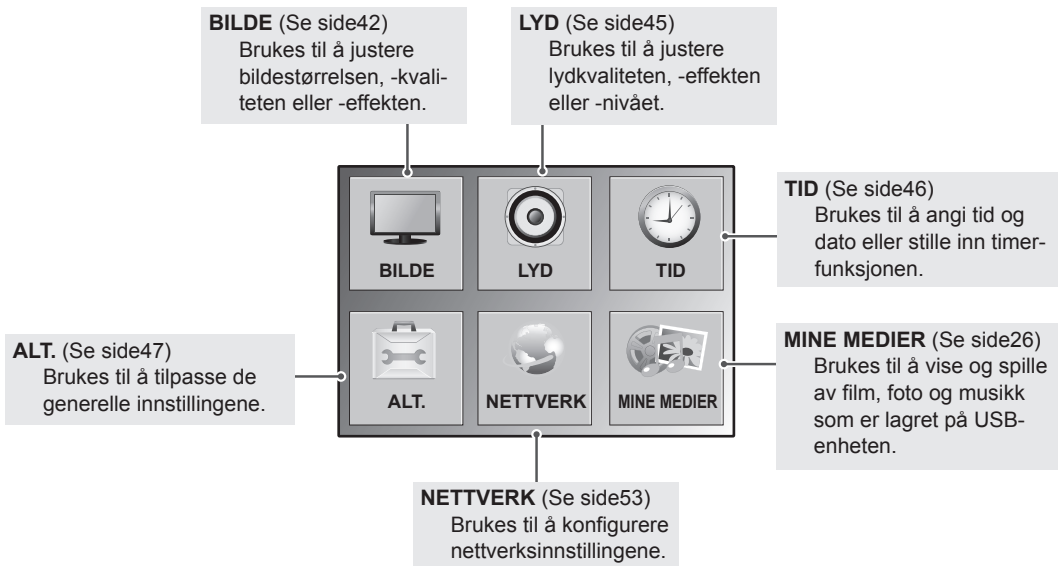 BILDE (Se side42)
Brukes til å justere
bildestørrelsen, -kvali-
teten eller -effekten.
LYD (Se side45)
Brukes til å justere
lydkvaliteten, -effekten
eller -nivået.
BILDE
LYD
TID
TID (Se side46)
Brukes til å angi tid og
dato eller stille inn timer-
funksjonen.
ALT. (Se side47)
Brukes til å tilpasse de
generelle innstillingene.
ALT.
NETTVERK
MINE MEDIER
MINE MEDIER (Se side26)
Brukes til å vise og spille
av film, foto og musikk
som er lagret på USB-
enheten.
NETTVERK (Se side53)
Brukes til å konfigurere
nettverksinnstillingene.